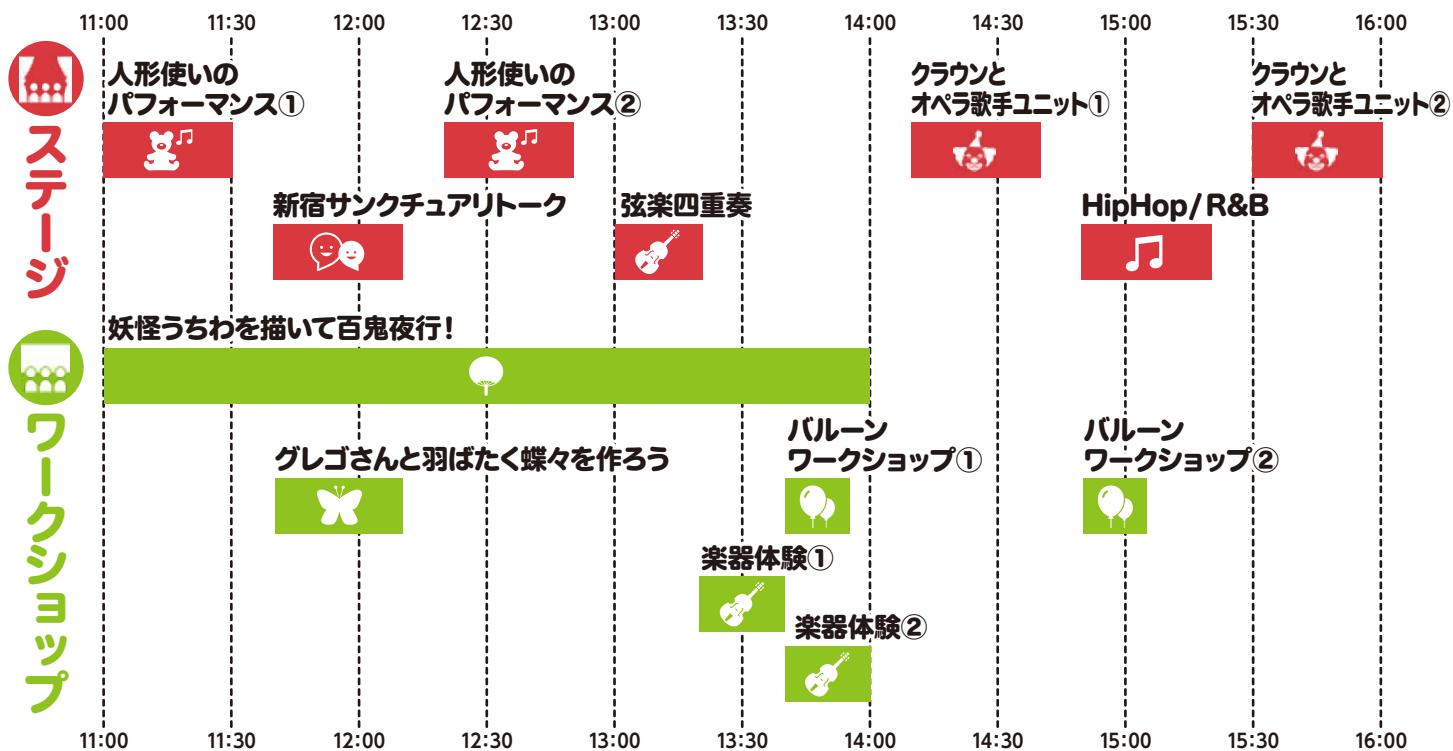 11:00 11:30 12:00 12:30 13:00 13:30 14:00 14:30 15:00 15:30 16:00
ステージ
人形使いの
パフォーマンス①
人形使いの
パフォーマンス②
クラウンと
オペラ歌手ユニット①
クラウンと
オペラ歌手ユニット②
新宿サンクチュアリトーク
弦楽四重奏
HipHop/R&B
ワークショップ
妖怪うちわを描いて百鬼夜行！
グレゴさんと羽ばたく蝶々を作ろう
バルーン
ワークショップ①
バルーン
ワークショップ②
楽器体験①
楽器体験②
11:00 11:30 12:00 12:30 13:00 13:30 14:00 14:30 15:00 15:30 16:00